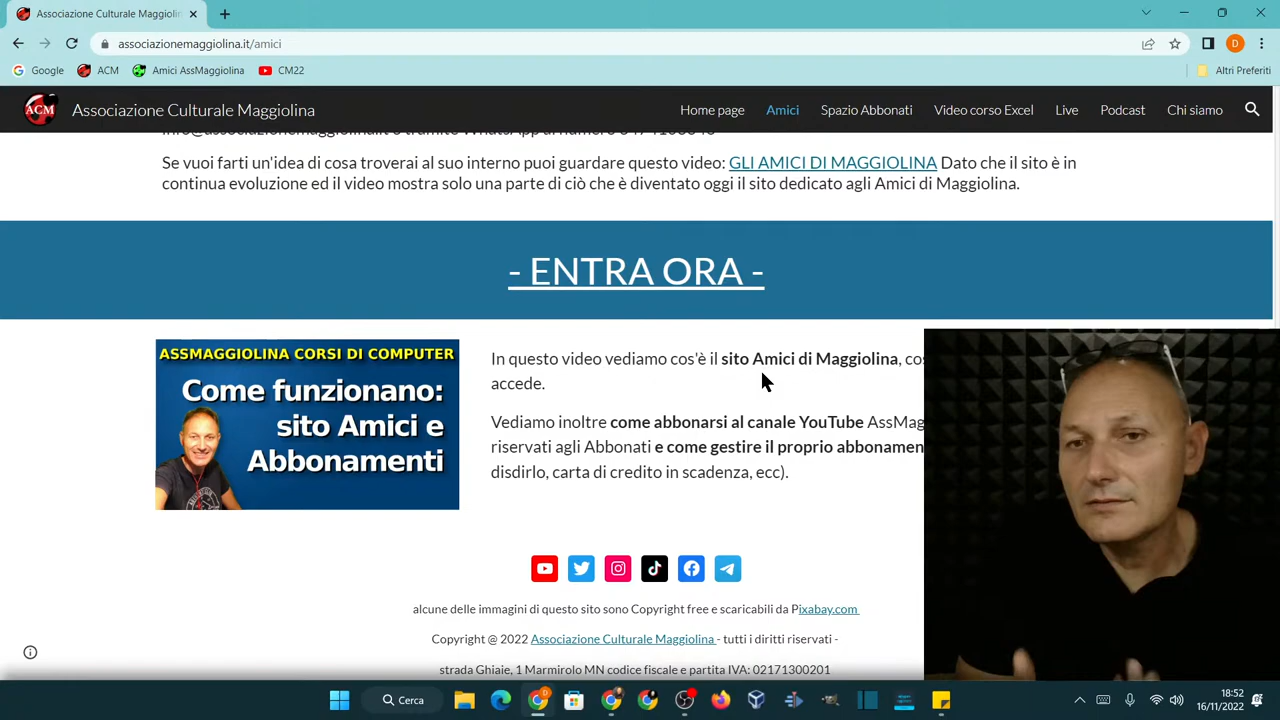 Associazione Culturale Maggiolin
associazionemaggiolina.it/amici
Google ACM Amici AssMaggiolina CM22 Altri Preferiti
ACM Associazione Culturale Maggiolina Home page Amici Spazio Abbonati Video corso Excel Live Podcast Chi siamo
Se vuoi farti un'idea di cosa troverai al suo interno puoi guardare questo video: GLI AMICI DI MAGGIOLINA Dato che il sito è in
continua evoluzione ed il video mostra solo una parte di ciò che è diventato oggi il sito dedicato agli Amici di Maggiolina.
- ENTRA ORA -
ASSMAGGIOLINA CORSI DI COMPUTER
Come funzionano:
sito Amici e
Abbonamenti
In questo video vediamo cos'è il sito Amici di Maggiolina, cos
accede.
Vediamo inoltre come abbonarsi al canale YouTube AssMag
riservati agli Abbonati e come gestire il proprio abbonamen
disdirlo, carta di credito in scadenza, ecc).
alcune delle immagini di questo sito sono Copyright free e scaricabili da Pixabay.com
Copyright @ 2022 Associazione Culturale Maggiolina - tutti i diritti riservati -
strada Ghiaie, 1 Marmirolo MN codice fiscale e partita IVA: 02171300201
Cerca
18:52
16/11/2022